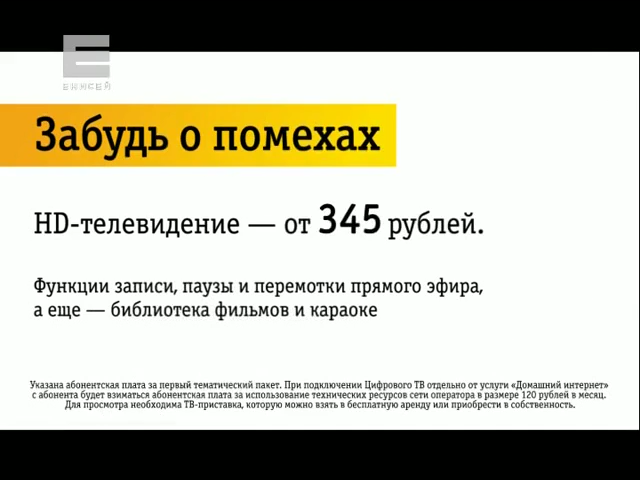 ЕНИСЕЙ
Забудь о помехах
HD-телевидение — от 345 рублей.
Функции записи, паузы и перемотки прямого эфира,
а еще — библиотека фильмов и караоке
Указана абонентская плата за первый тематический пакет. При подключении Цифрового ТВ отдельно от услуги «Домашний интернет»
с абонента будет взиматься абонентская плата за использование технических ресурсов сети оператора в размере 120 рублей в месяц.
Для просмотра необходима ТВ-приставка, которую можно взять в бесплатную аренду или приобрести в собственность.